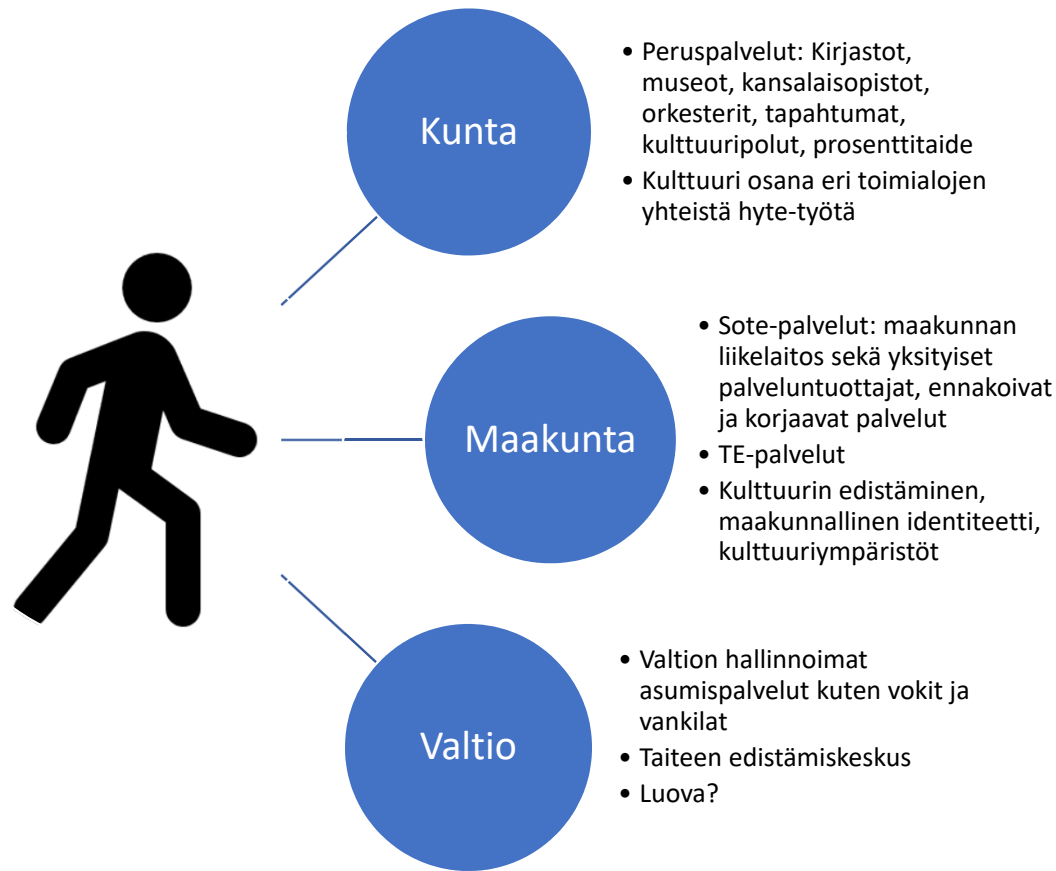 Kunta
• Peruspalvelut: Kirjastot,
museot, kansalaisopistot,
orkesterit, tapahtumat,
kulttuuripolut, prosenttitaide
• Kulttuuri osana eri toimialojen
yhteistä hyte-työtä
Maakunta
• Sote-palvelut: maakunnan
liikelaitos sekä yksityiset
palveluntuottajat, ennakoivat
ja korjaavat palvelut
• TE-palvelut
• Kulttuurin edistäminen,
maakunnallinen identiteetti,
kulttuuriympäristöt
Valtio
• Valtion hallinnoimat
asumispalvelut kuten vokit ja
vankilat
• Taiteen edistämiskeskus
• Luova?